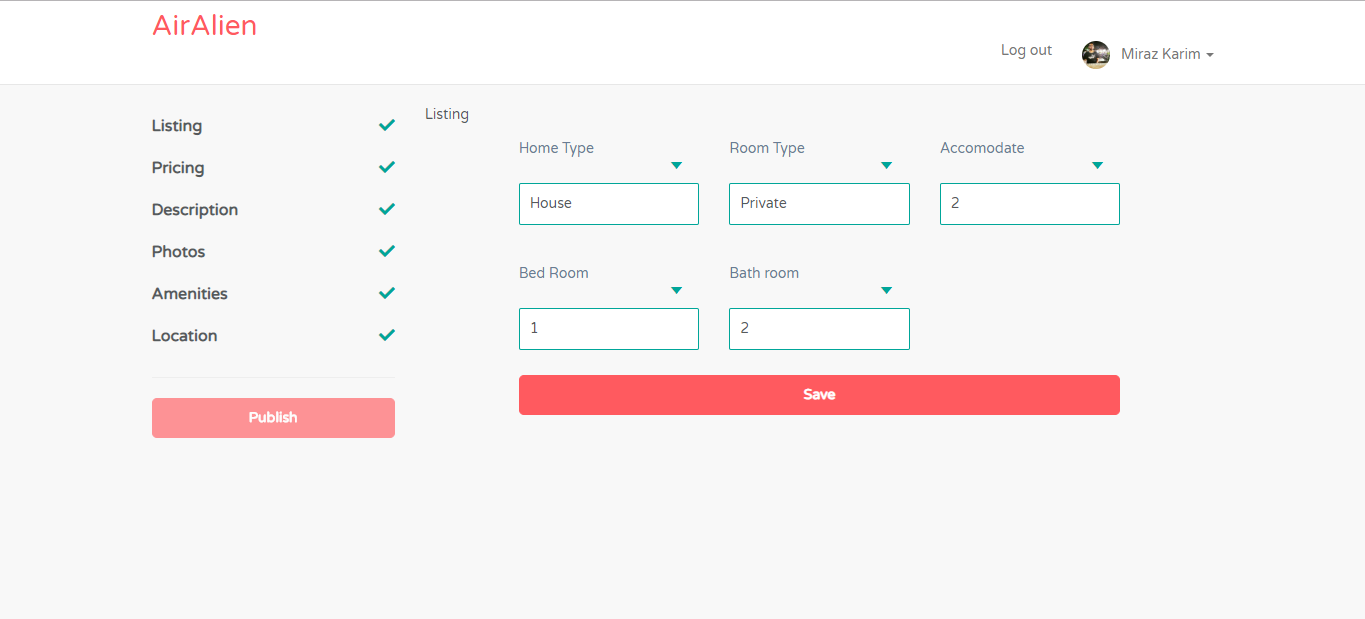 AirAlien
Log out
Miraz Karim
Listing
Pricing
Description
Photos
Amenities
Location
Publish
Listing
Home Type
Room Type
Accomodate
House
Private
2
Bed Room
Bath room
1
2
Save